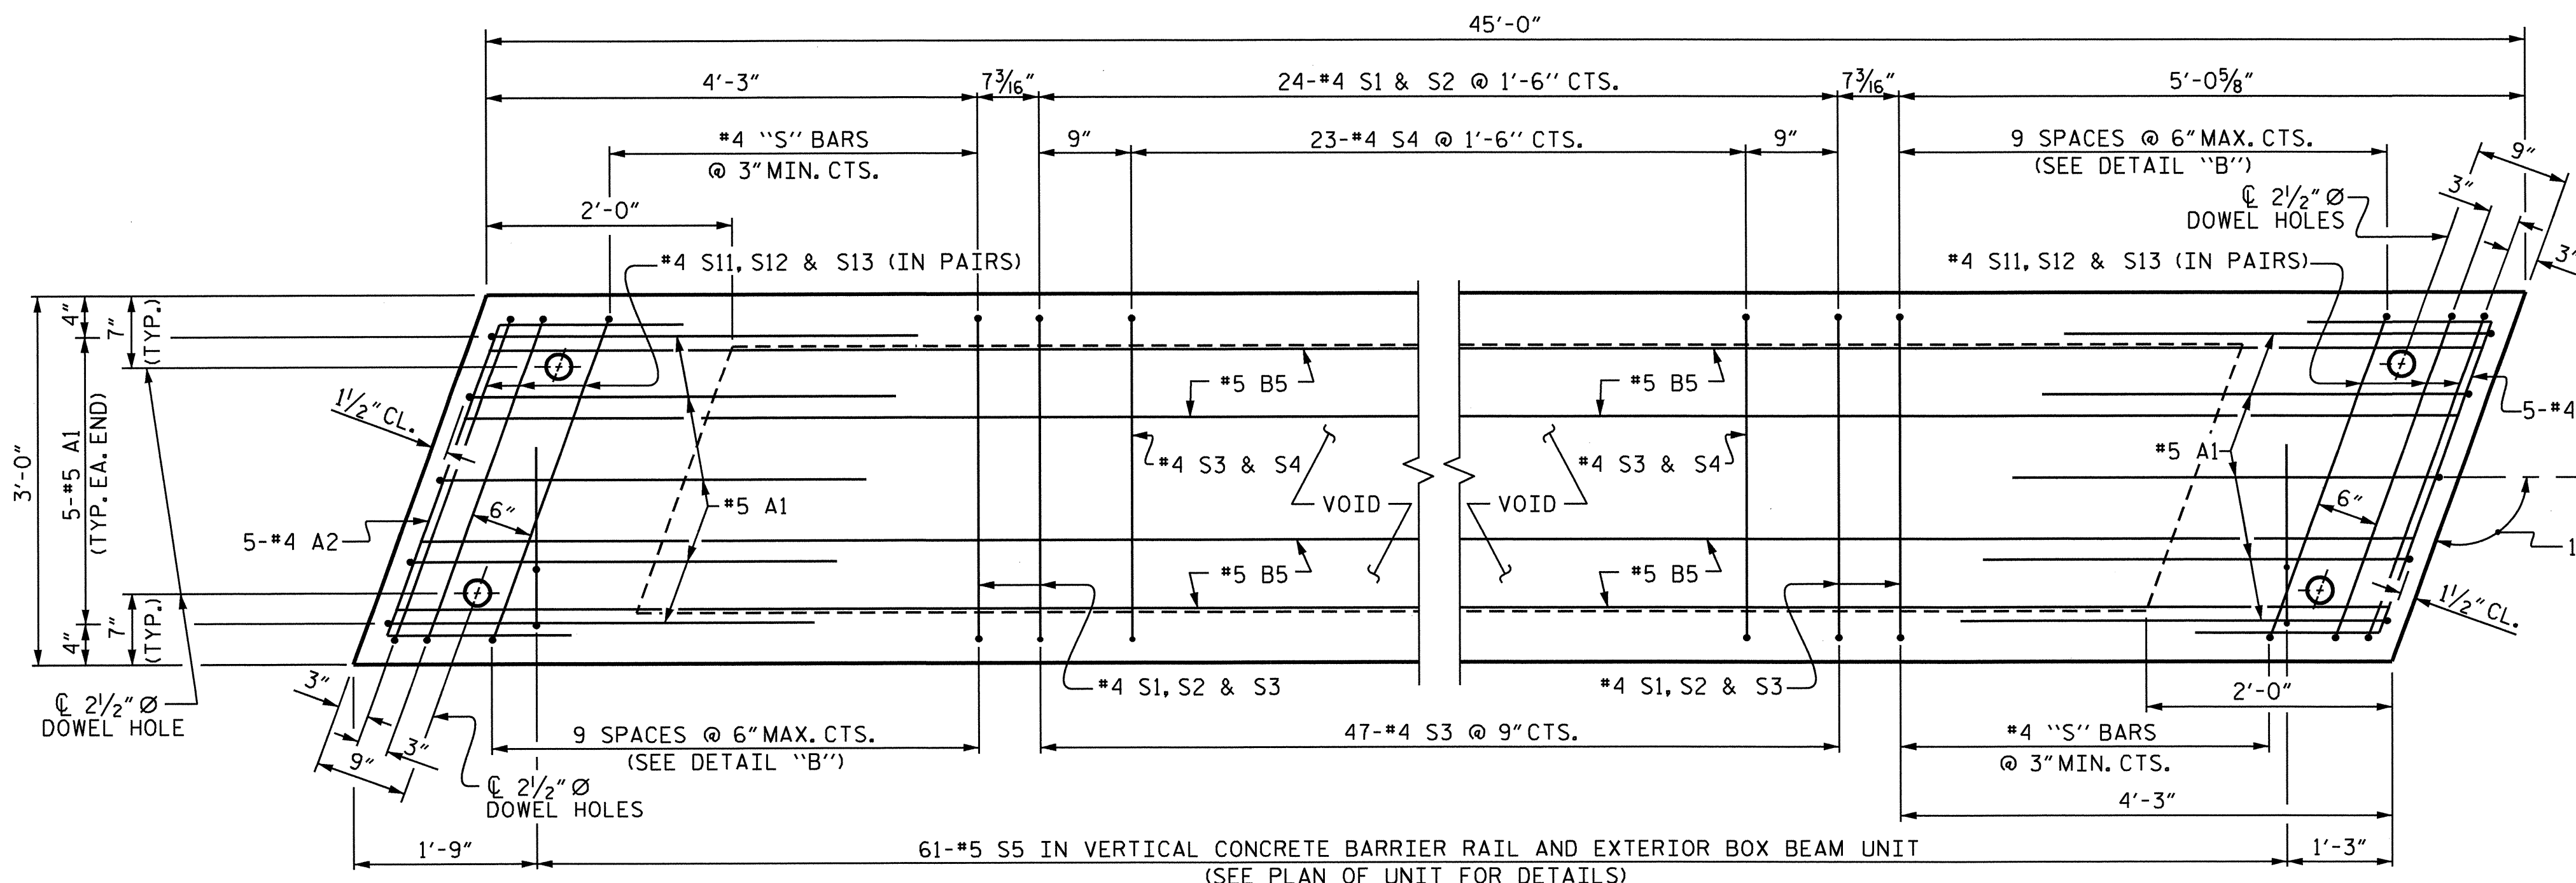 45'-0"
4'-3"
7 3/16"
24-#4 S1 & S2 @ 1'-6" CTS.
7 3/16"
5'-0 5/8"
#4 "S" BARS
@ 3" MIN. CTS.
9"
23-#4 S4 @ 1'-6" CTS.
9"
9 SPACES @ 6" MAX. CTS.
(SEE DETAIL "B")
9"
3"
3"
2'-0"
℄ 2 1/2" Ø
DOWEL HOLES
#4 S11, S12 & S13 (IN PAIRS)
#4 S11, S12 & S13 (IN PAIRS)
4"
7"
(TYP.)
3'-0"
5-#5 A1
(TYP. EA. END)
1 1/2" CL.
#5 B5
#5 B5
#5 B5
#5 B5
5-#4
#4 S3 & S4
#4 S3 & S4
#5 A1
#5 A1
VOID
VOID
6"
6"
5-#4 A2
1
4"
7"
(TYP.)
1 1/2" CL.
℄ 2 1/2" Ø
DOWEL HOLE
3"
9"
3"
#4 S1, S2 & S3
#4 S1, S2 & S3
2'-0"
9 SPACES @ 6" MAX. CTS.
(SEE DETAIL "B")
47-#4 S3 @ 9" CTS.
#4 "S" BARS
@ 3" MIN. CTS.
℄ 2 1/2" Ø
DOWEL HOLES
4'-3"
1'-9"
61-#5 S5 IN VERTICAL CONCRETE BARRIER RAIL AND EXTERIOR BOX BEAM UNIT
(SEE PLAN OF UNIT FOR DETAILS)
1'-3"